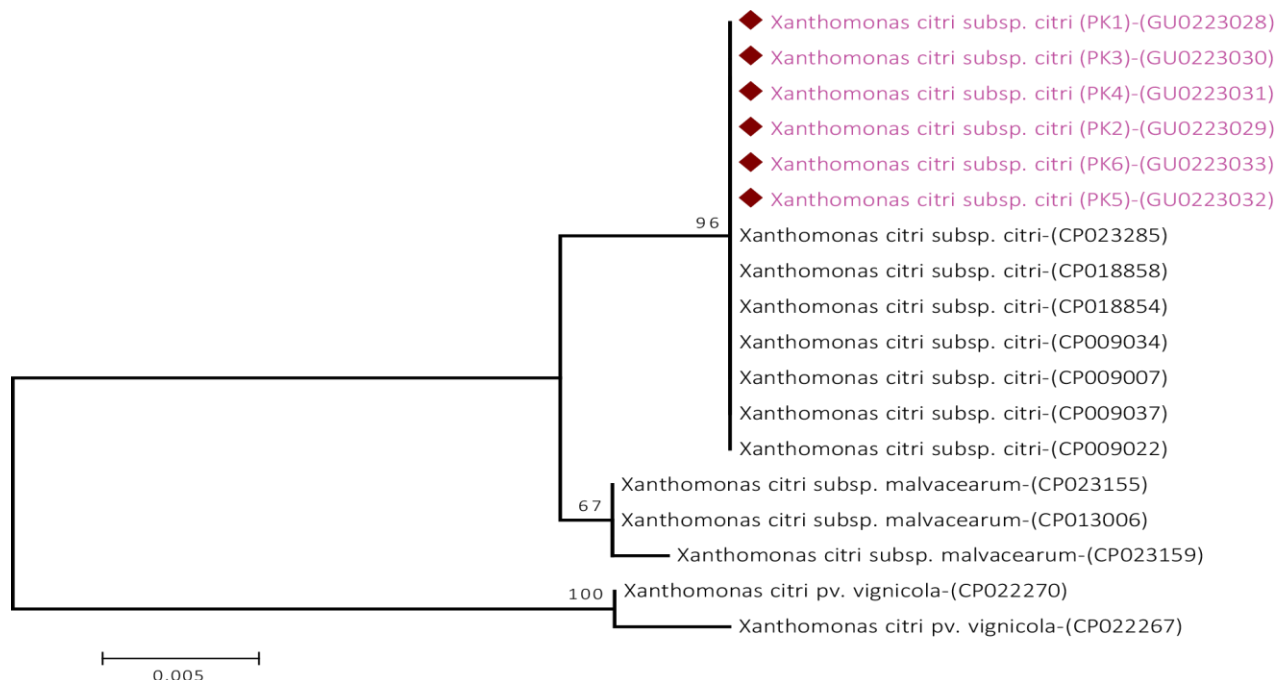 Xanthomonas citri subsp. citri (PK1)-(GU0223028)
Xanthomonas citri subsp. citri (PK3)-(GU0223030)
Xanthomonas citri subsp. citri (PK4)-(GU0223031)
Xanthomonas citri subsp. citri (PK2)-(GU0223029)
Xanthomonas citri subsp. citri (PK6)-(GU0223033)
Xanthomonas citri subsp. citri (PK5)-(GU0223032)
96
Xanthomonas citri subsp. citri-(CP023285)
Xanthomonas citri subsp. citri-(CP018858)
Xanthomonas citri subsp. citri-(CP018854)
Xanthomonas citri subsp. citri-(CP009034)
Xanthomonas citri subsp. citri-(CP009007)
Xanthomonas citri subsp. citri-(CP009037)
Xanthomonas citri subsp. citri-(CP009022)
Xanthomonas citri subsp. malvacearum-(CP023155)
67
Xanthomonas citri subsp. malvacearum-(CP013006)
Xanthomonas citri subsp. malvacearum-(CP023159)
100
Xanthomonas citri pv. vignicola-(CP022270)
Xanthomonas citri pv. vignicola-(CP022267)
0.005